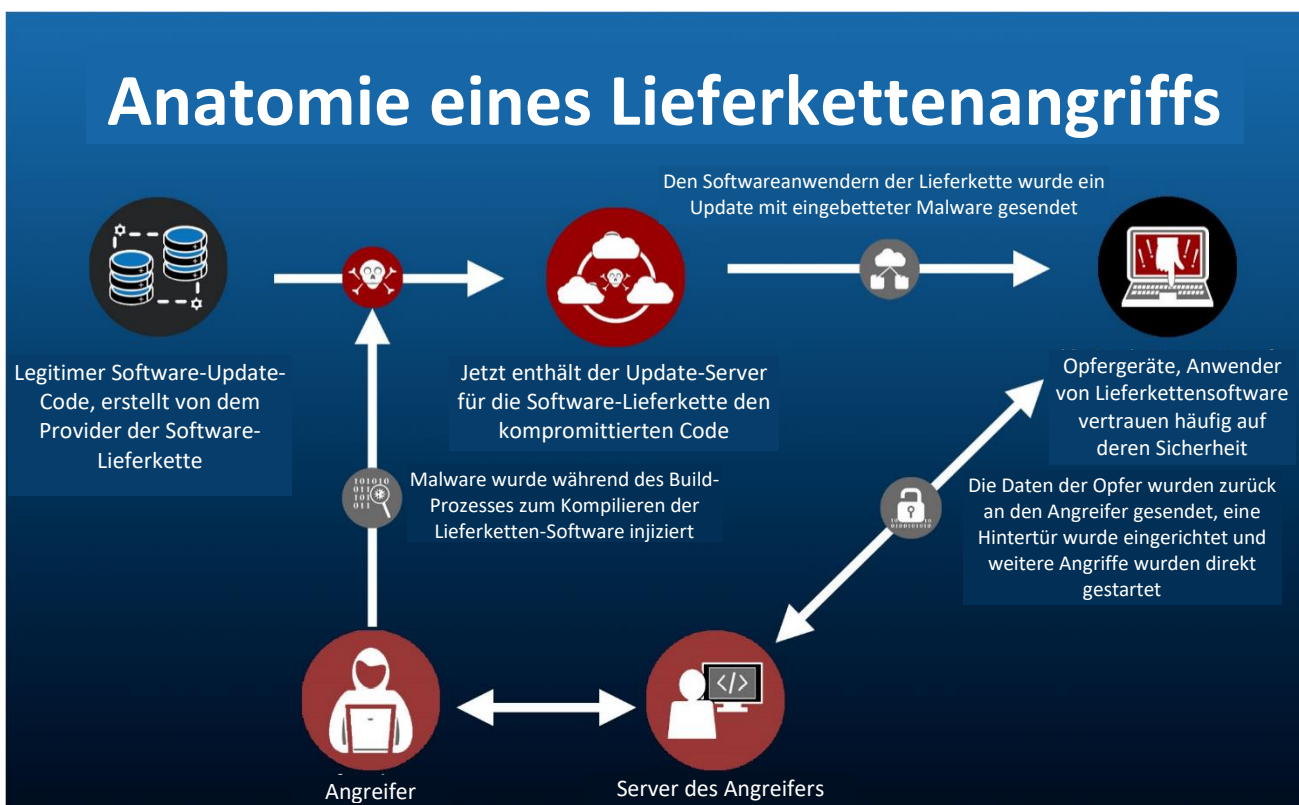 Anatomie eines Lieferkettenangriffs
Den Softwareanwendern der Lieferkette wurde ein
Update mit eingebetteter Malware gesendet
Legitimer Software-Update-
Code, erstellt von dem
Provider der Software-
Lieferkette
Jetzt enthält der Update-Server
für die Software-Lieferkette den
kompromittierten Code
Opfergeräte, Anwender
von Lieferkettensoftware
vertrauen häufig auf
deren Sicherheit
Malware wurde während des Build-
Prozesses zum Kompilieren der
Lieferketten-Software injiziert
Die Daten der Opfer wurden zurück
an den Angreifer gesendet, eine
Hintertür wurde eingerichtet und
weitere Angriffe wurden direkt
gestartet
101010
011
101
011
</>
Angreifer
Server des Angreifers